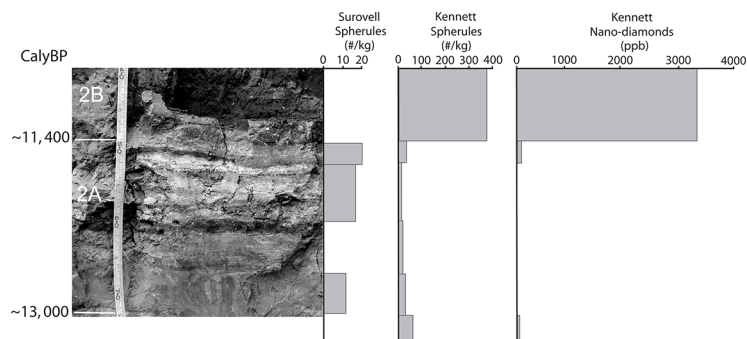 Surovell
Spherules
(#/kg)
Kennett
Spherules
(#/kg)
Kennett
Nano-diamonds
(ppb)
CalyBP
0 10 20
0 100 200 300 400
0 1000 2000 3000 4000
2B
~11,400
2A
~13,000